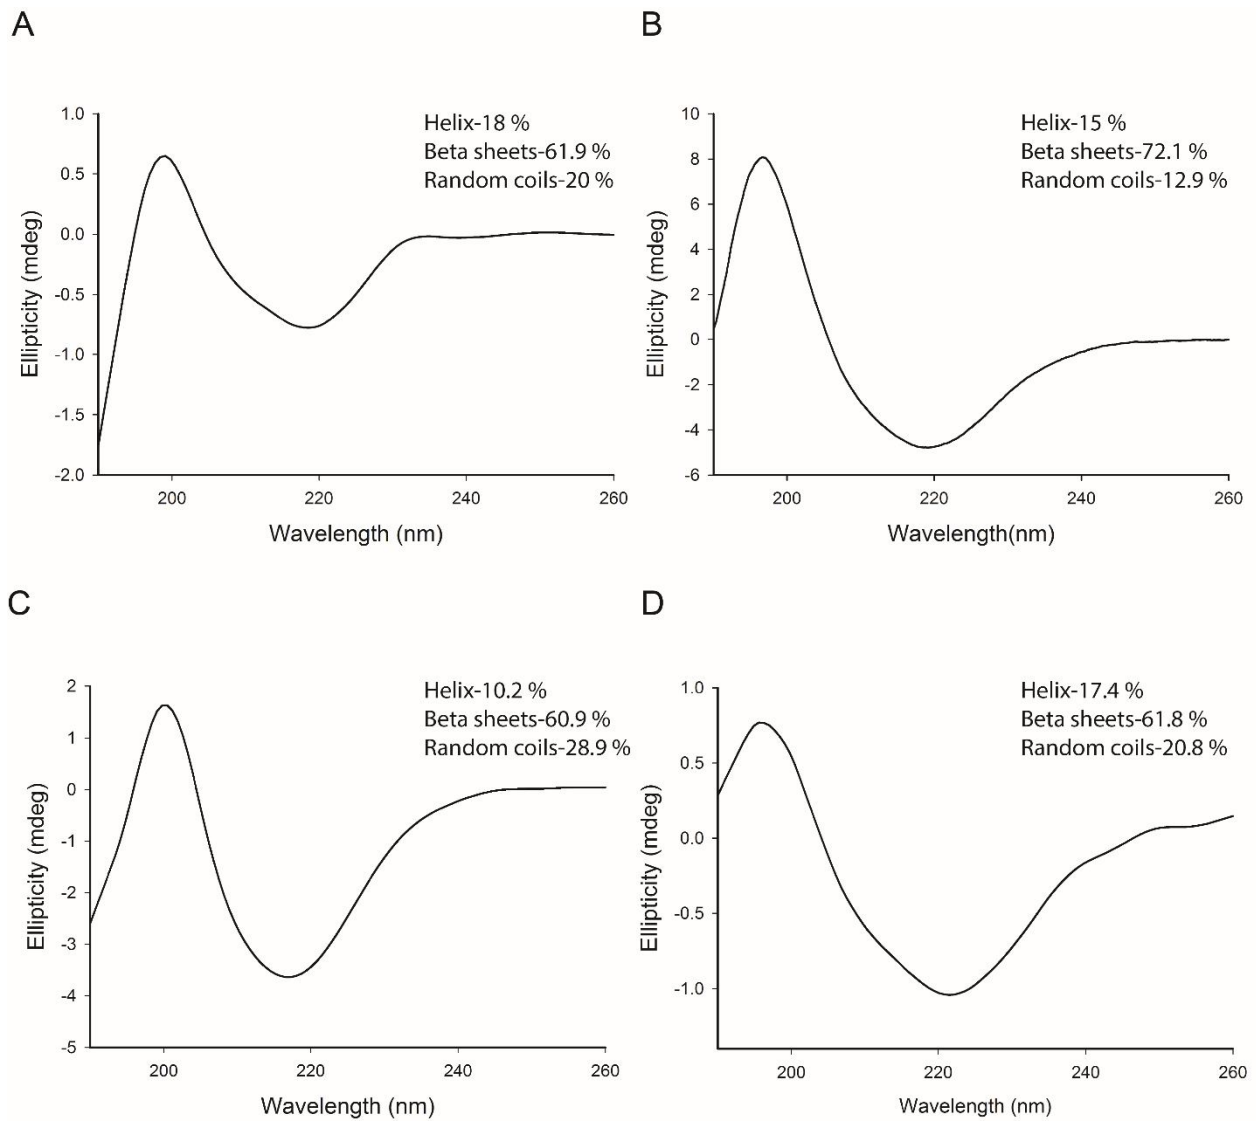 A
Helix-18 %
Beta sheets-61.9 %
Random coils-20 %
1.0
0.5
0.0
-0.5
-1.0
-1.5
-2.0
200
220
240
260
Ellipticity (mdeg)
Wavelength (nm)
B
Helix-15 %
Beta sheets-72.1 %
Random coils-12.9 %
10
8
6
4
2
0
-2
-4
-6
200
220
240
260
Ellipticity (mdeg)
Wavelength(nm)
C
Helix-10.2 %
Beta sheets-60.9 %
Random coils-28.9 %
2
1
0
-1
-2
-3
-4
-5
200
220
240
260
Ellipticity (mdeg)
Wavelength (nm)
D
Helix-17.4 %
Beta sheets-61.8 %
Random coils-20.8 %
1.0
0.5
0.0
-0.5
-1.0
200
220
240
260
Ellipticity (mdeg)
Wavelength (nm)